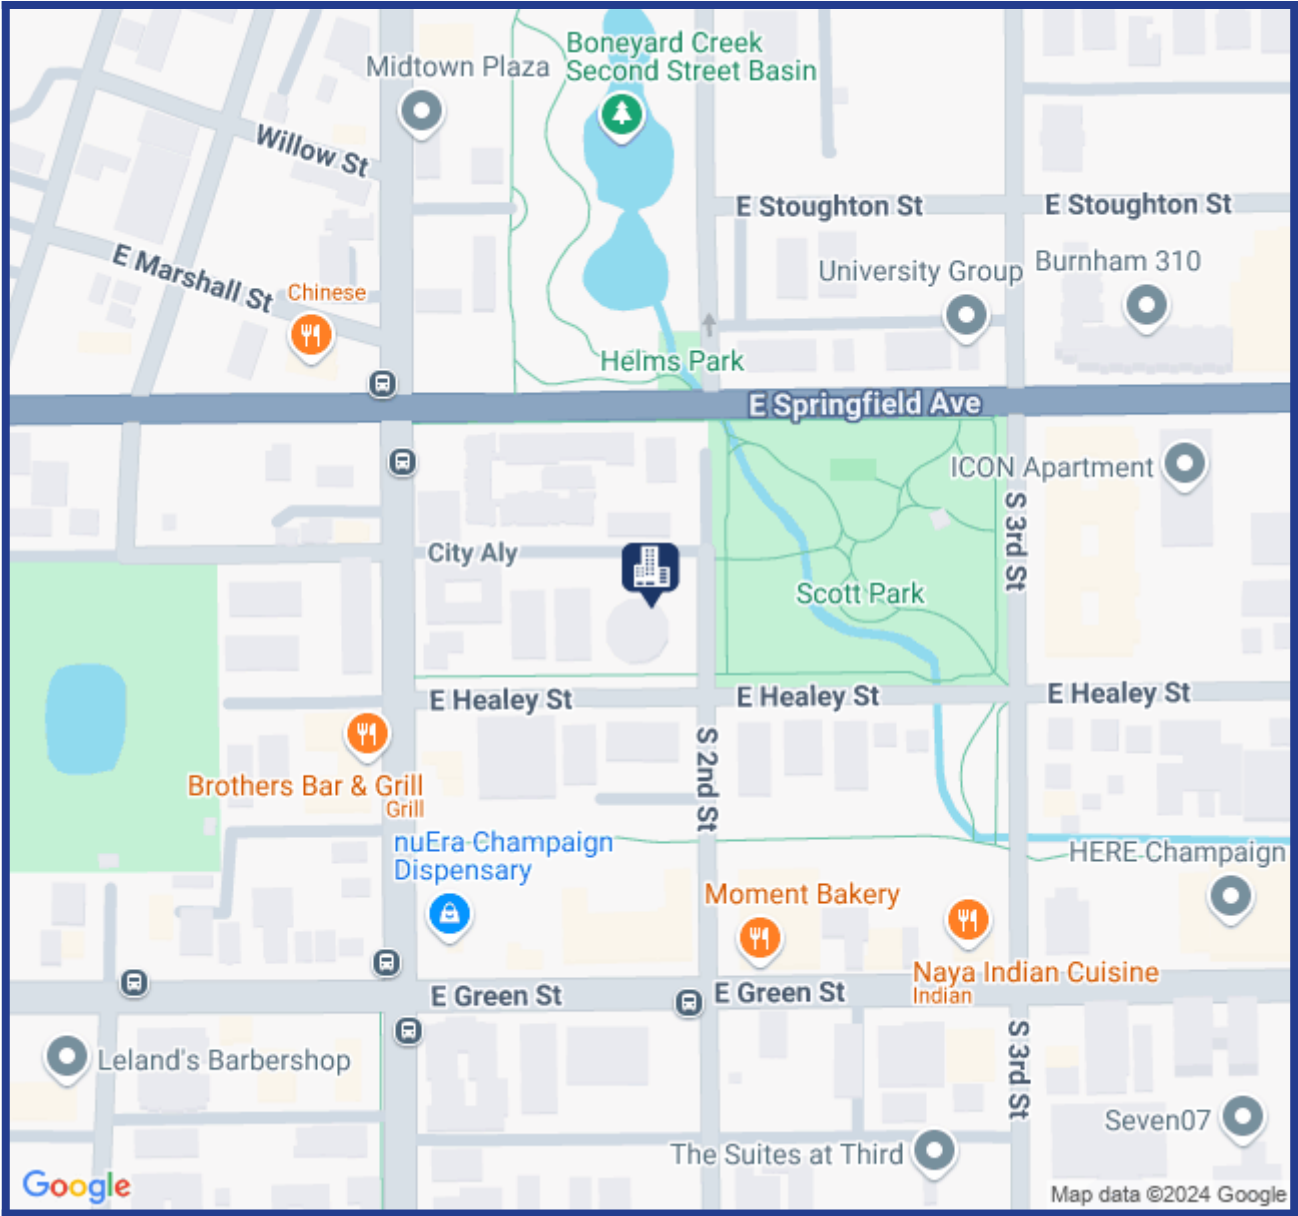 Boneyard Creek
Second Street Basin
Midtown Plaza
Willow St
E Stoughton St
E Stoughton St
E Marshall St
University Group
Burnham 310
Chinese
Helms Park
E Springfield Ave
ICON Apartment
S 3rd St
City Aly
Scott Park
E Healey St
E Healey St
E Healey St
S 2nd St
Brothers Bar & Grill
Grill
nuEra Champaign
Dispensary
HERE Champaign
Moment Bakery
Naya Indian Cuisine
Indian
E Green St
E Green St
Leland's Barbershop
S 3rd St
Seven07
The Suites at Third
Google
Map data ©2024 Google